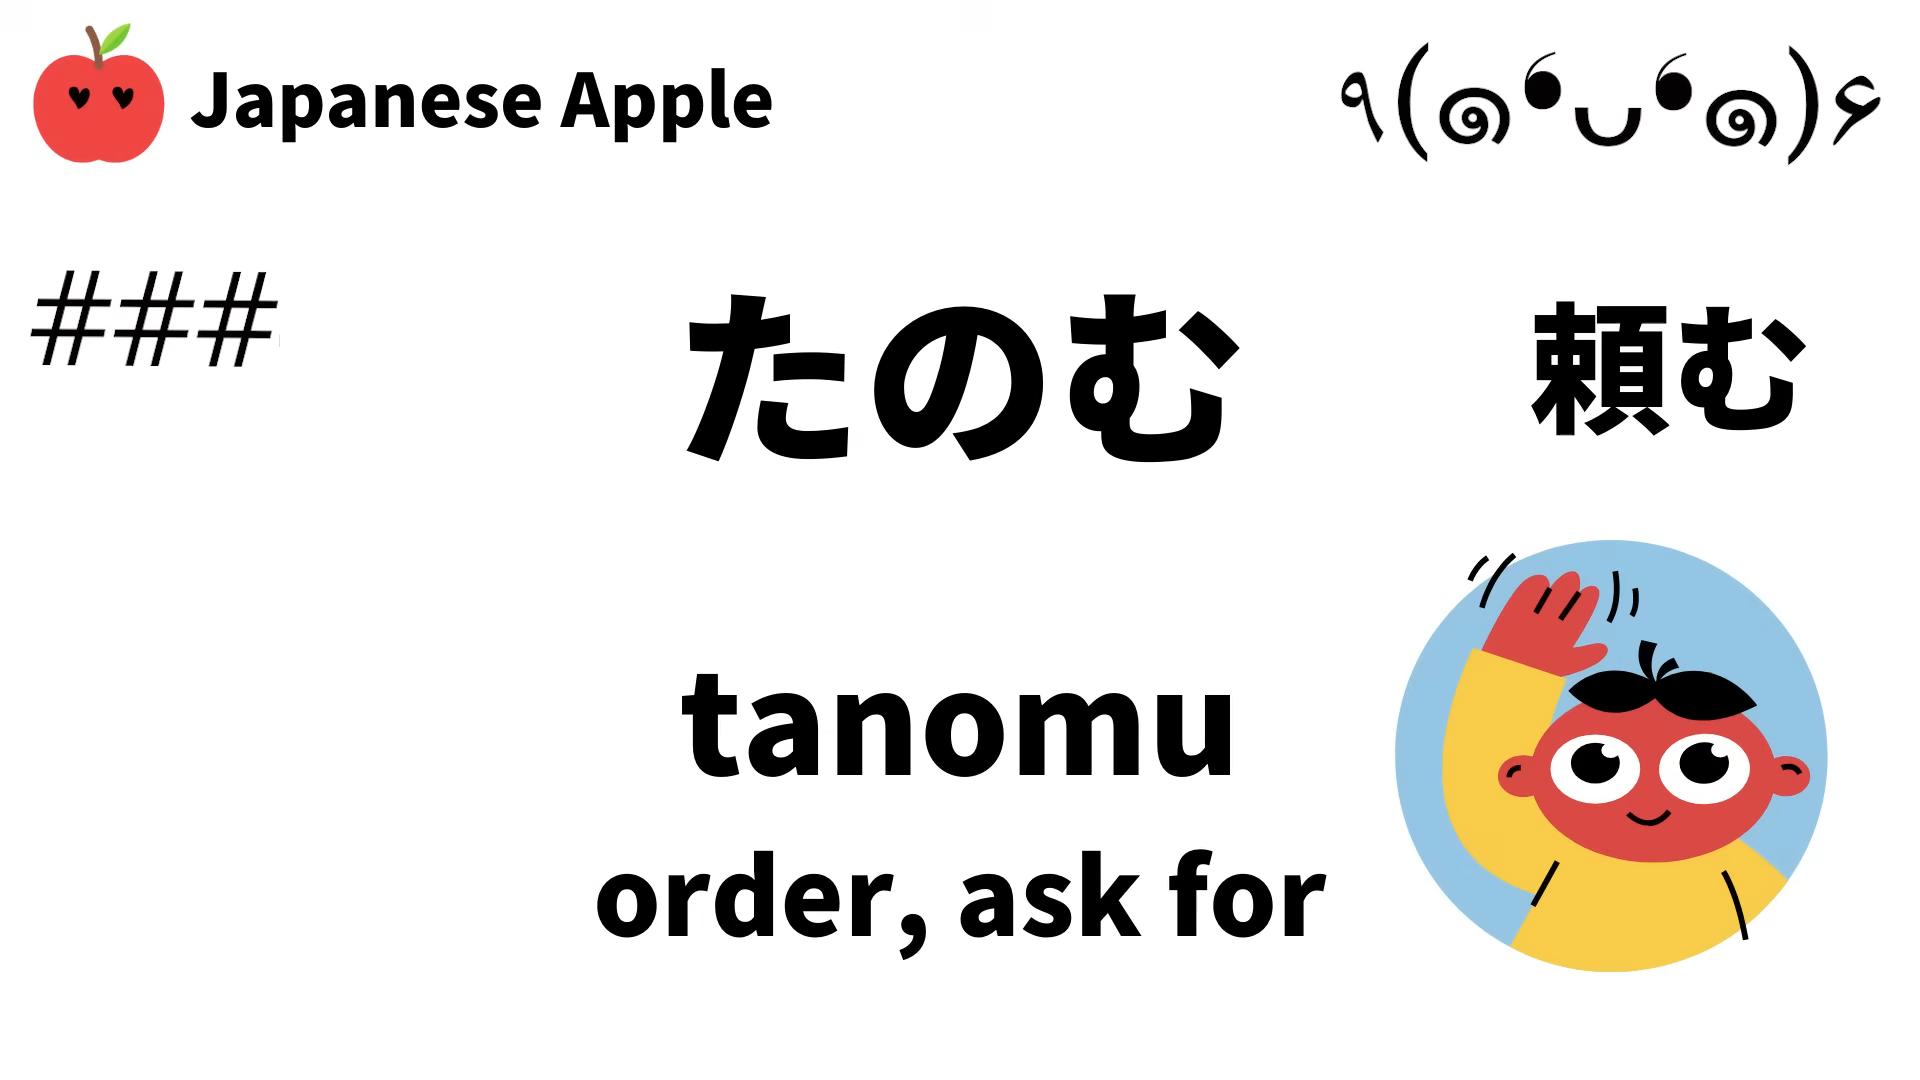 Japanese Apple
٩(๑❛ᴗ❛๑)۶
###
たのむ
頼む
tanomu
order, ask for